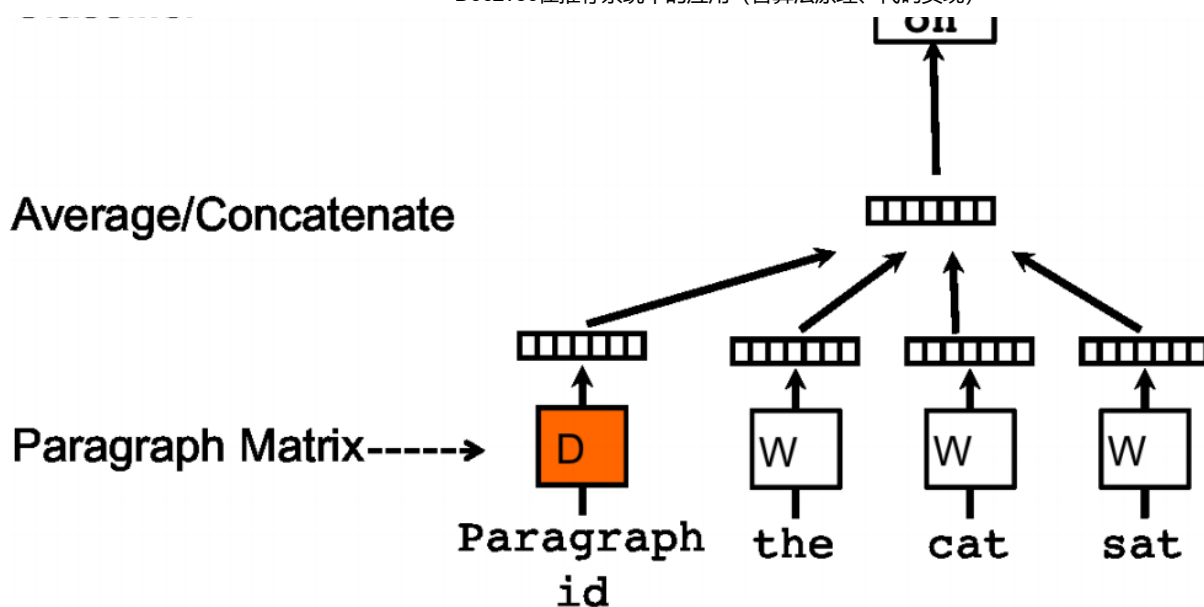 on
Average/Concatenate
Paragraph Matrix
D
W
W
W
Paragraph
id
the
cat
sat